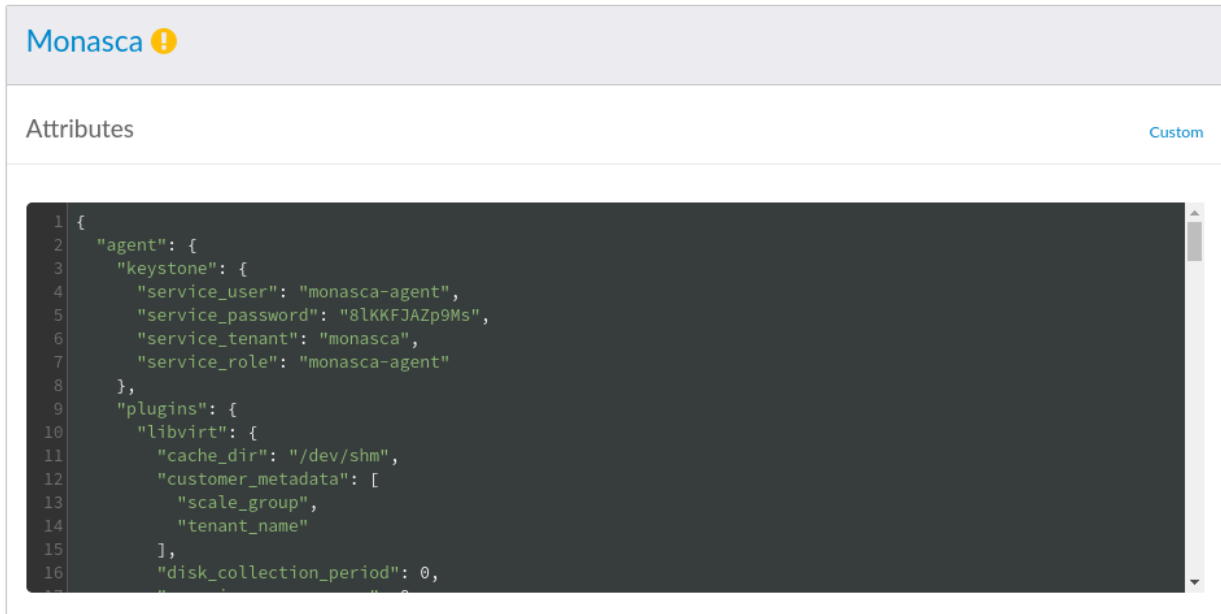 Monasca !
Attributes
Custom
1 {
2 "agent": {
3 "keystone": {
4 "service_user": "monasca-agent",
5 "service_password": "8lKKFJAZp9Ms",
6 "service_tenant": "monasca",
7 "service_role": "monasca-agent"
8 },
9 "plugins": {
10 "libvirt": {
11 "cache_dir": "/dev/shm",
12 "customer_metadata": [
13 "scale_group",
14 "tenant_name"
15 ],
16 "disk_collection_period": 0,